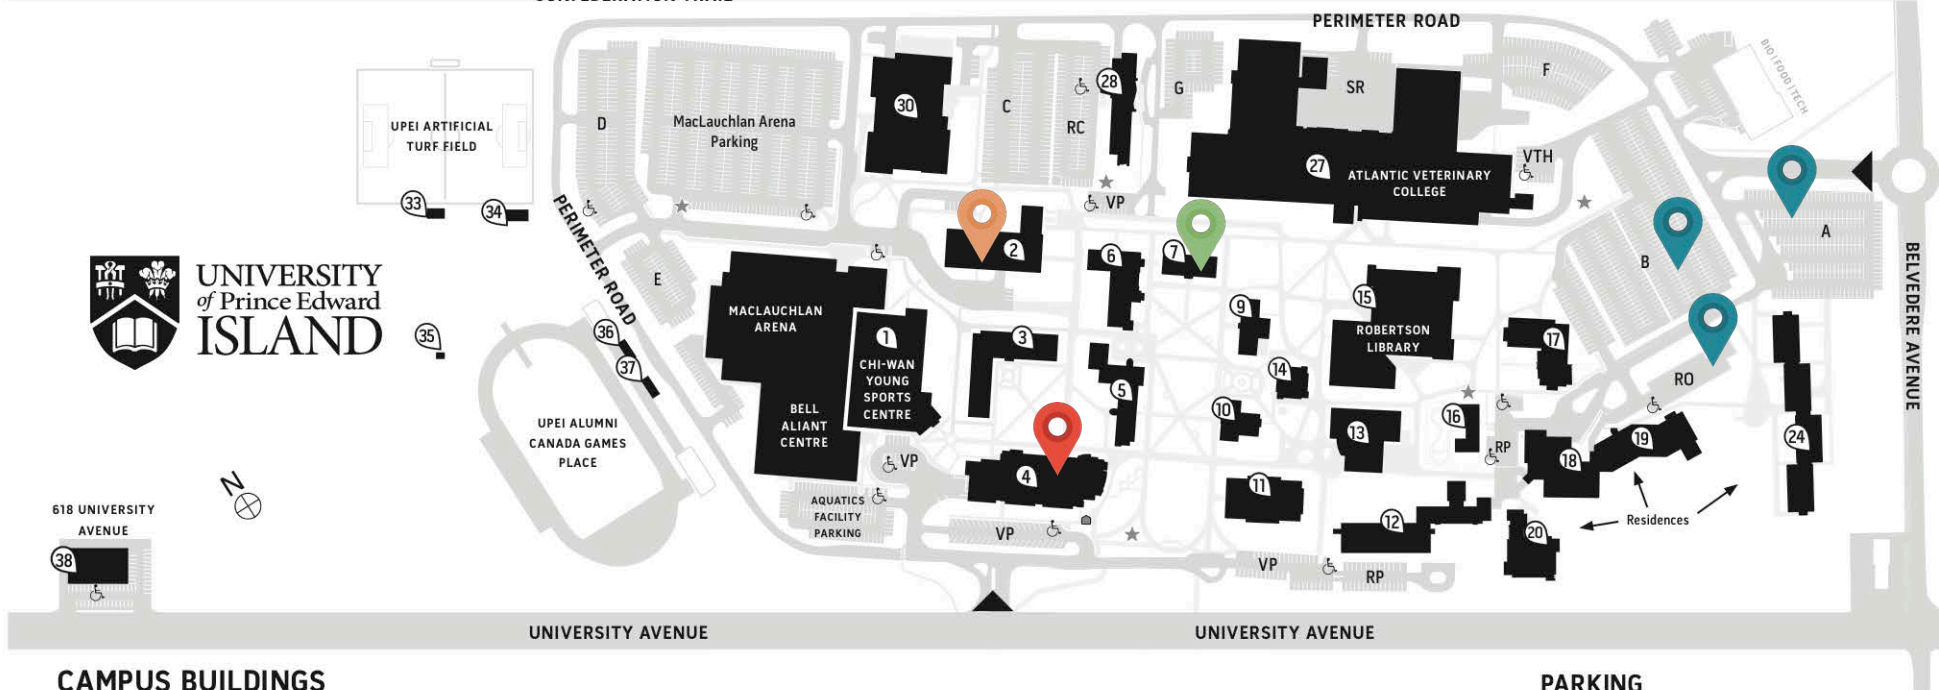 PERIMETER ROAD
BIO | FOOD | TECH
F
28
G
SR
30
C
RC
D
MacLauchlan Arena
Parking
UPEI ARTIFICIAL
TURF FIELD
VTH
27
ATLANTIC VETERINARY
COLLEGE
33
34
VP
PERIMETER ROAD
A
B
2
6
7
E
UNIVERSITY
of Prince Edward
ISLAND
BELVEDERE AVENUE
MACLAUCHLAN
ARENA
15
ROBERTSON
LIBRARY
9
35
36
37
1
CHI-WAN
YOUNG
SPORTS
CENTRE
3
17
14
RO
5
BELL
ALIANT
CENTRE
10
16
13
UPEI ALUMNI
CANADA GAMES
PLACE
19
24
RP
18
VP
4
N
11
AQUATICS
FACILITY
PARKING
618 UNIVERSITY
AVENUE
Residences
12
20
VP
38
VP
RP
UNIVERSITY AVENUE
UNIVERSITY AVENUE
CAMPUS BUILDINGS
PARKING